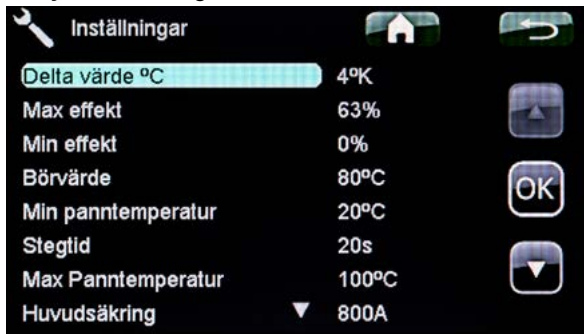 Inställningar
Delta värde ºC 4ºK
Max effekt 63%
Min effekt 0%
Börvärde 80ºC
Min panntemperatur 20ºC
Stegtid 20s
Max Panntemperatur 100ºC
Huvudsäkring 800A
OK